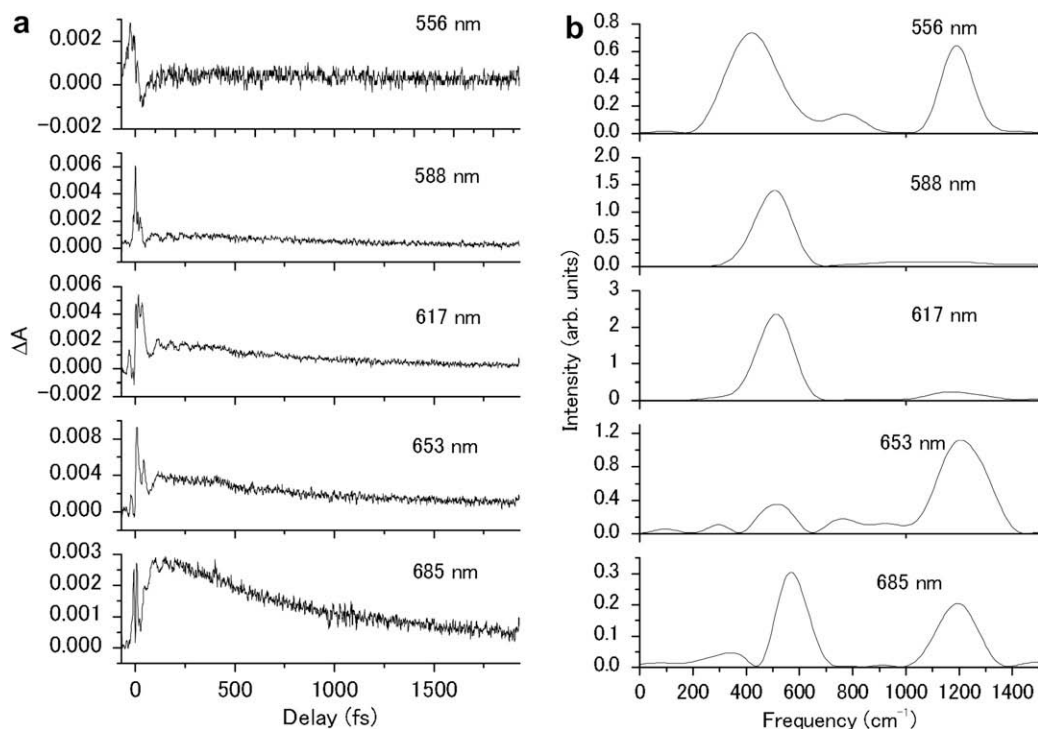 a
556 nm
0.002
0.000
−0.002
588 nm
0.006
0.004
0.002
0.000
617 nm
0.006
0.004
0.002
0.000
−0.002
653 nm
0.008
0.004
0.000
685 nm
0.003
0.002
0.001
0.000
ΔA
0 500 1000 1500
Delay (fs)
b
556 nm
0.8
0.6
0.4
0.2
0.0
588 nm
2.0
1.5
1.0
0.5
0.0
617 nm
3
2
1
0
653 nm
1.2
0.8
0.4
0.0
685 nm
0.3
0.2
0.1
0.0
Intensity (arb. units)
0 200 400 600 800 1000 1200 1400
Frequency (cm⁻¹)